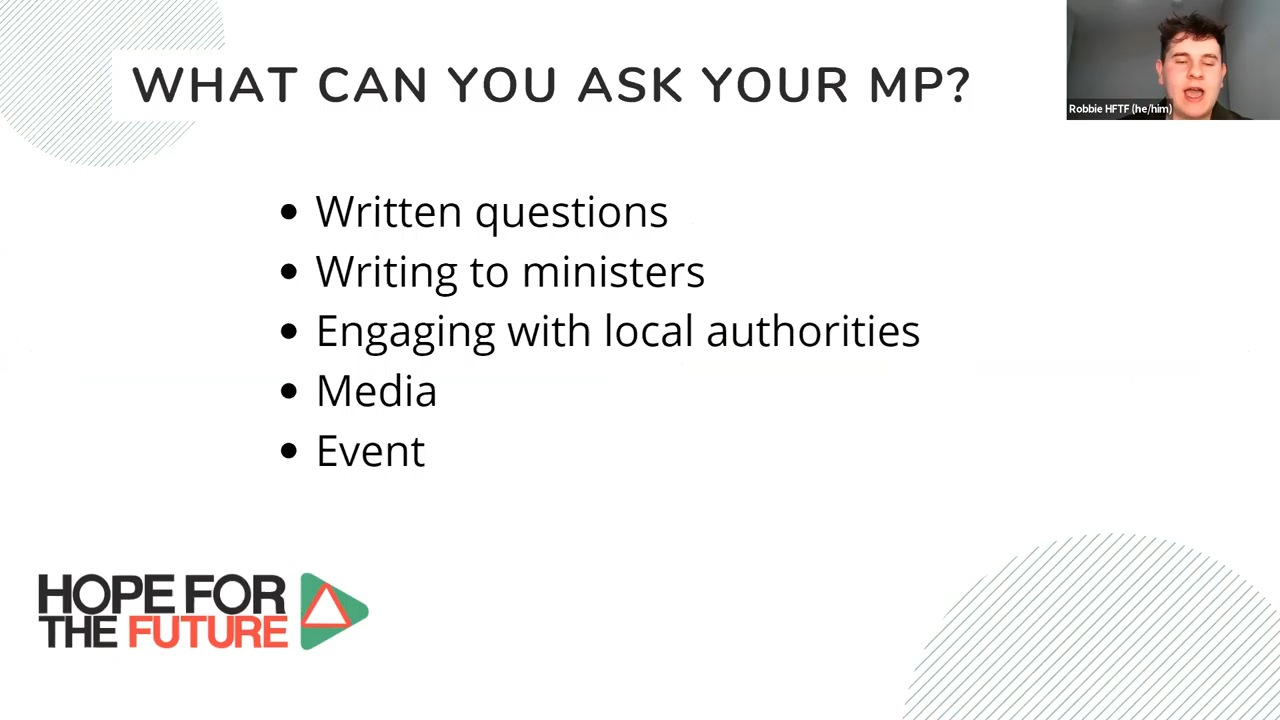 WHAT CAN YOU ASK YOUR MP?
Robbie HFTF (he/him)
• Written questions
• Writing to ministers
• Engaging with local authorities
• Media
• Event
HOPE FOR
THE FUTURE